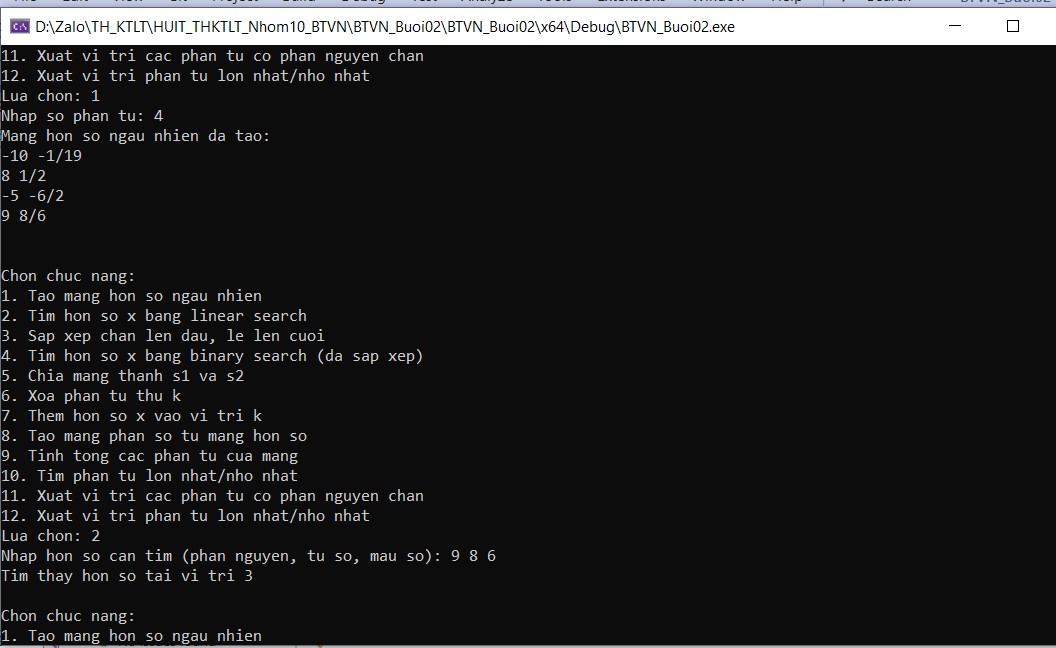 D:\Zalo\TH_KTLT\HUIT_THKTLT_Nhom10_BTVN\BTVN_Buoi02\BTVN_Buoi02\x64\Debug\BTVN_Buoi02.exe
11. Xuat vi tri cac phan tu co phan nguyen chan
12. Xuat vi tri phan tu lon nhat/nho nhat
Lua chon: 1
Nhap so phan tu: 4
Mang hon so ngau nhien da tao:
-10 -1/19
8 1/2
-5 -6/2
9 8/6
Chon chuc nang:
1. Tao mang hon so ngau nhien
2. Tim hon so x bang linear search
3. Sap xep chan len dau, le len cuoi
4. Tim hon so x bang binary search (da sap xep)
5. Chia mang thanh s1 va s2
6. Xoa phan tu thu k
7. Them hon so x vao vi tri k
8. Tao mang phan so tu mang hon so
9. Tinh tong cac phan tu cua mang
10. Tim phan tu lon nhat/nho nhat
11. Xuat vi tri cac phan tu co phan nguyen chan
12. Xuat vi tri phan tu lon nhat/nho nhat
Lua chon: 2
Nhap hon so can tim (phan nguyen, tu so, mau so): 9 8 6
Tim thay hon so tai vi tri 3
Chon chuc nang:
1. Tao mang hon so ngau nhien